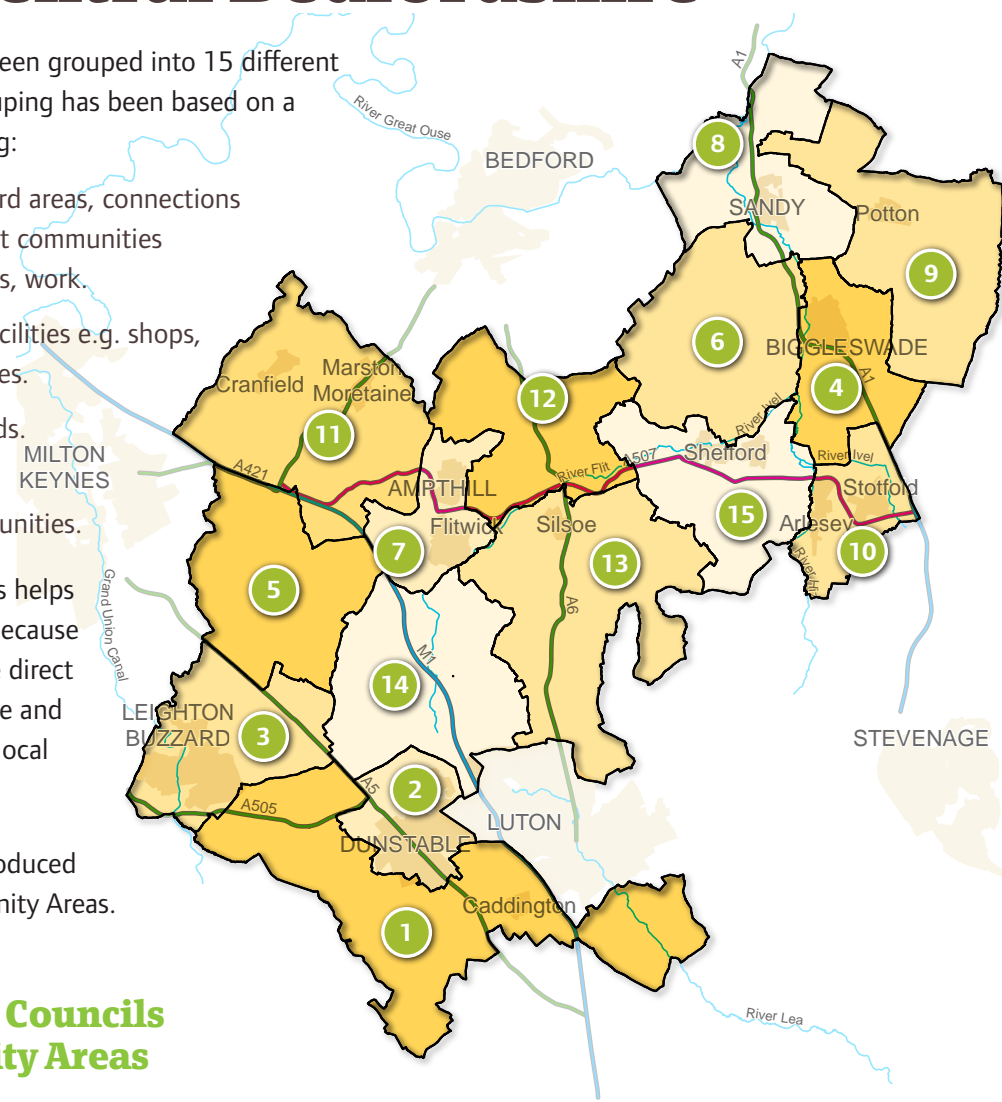 een grouped into 15 different
uping has been based on a
g:
rd areas, connections
t communities
s, work.
cilities e.g. shops,
es.
ds.
unities.
s helps
ecause
e direct
e and
ocal
oduced
nity Areas.
Councils
ity Areas
A1
River Great Ouse
BEDFORD
8
SANDY
Potton
9
6
BIGGLESWADE
Marston
Moretaine
Cranfield
12
4
A1
11
River Ivel
MILTON
KEYNES
A421
A507
Shefford
River Ivel
River Flit
AMPTHILL
Stotfold
Flitwick
Silsoe
15
Arlesey
7
13
10
River Hiz
5
Grand Union Canal
A6
M1
14
LEIGHTON
BUZZARD
3
STEVENAGE
A5
2
A505
LUTON
DUNSTABLE
Caddington
1
River Lea